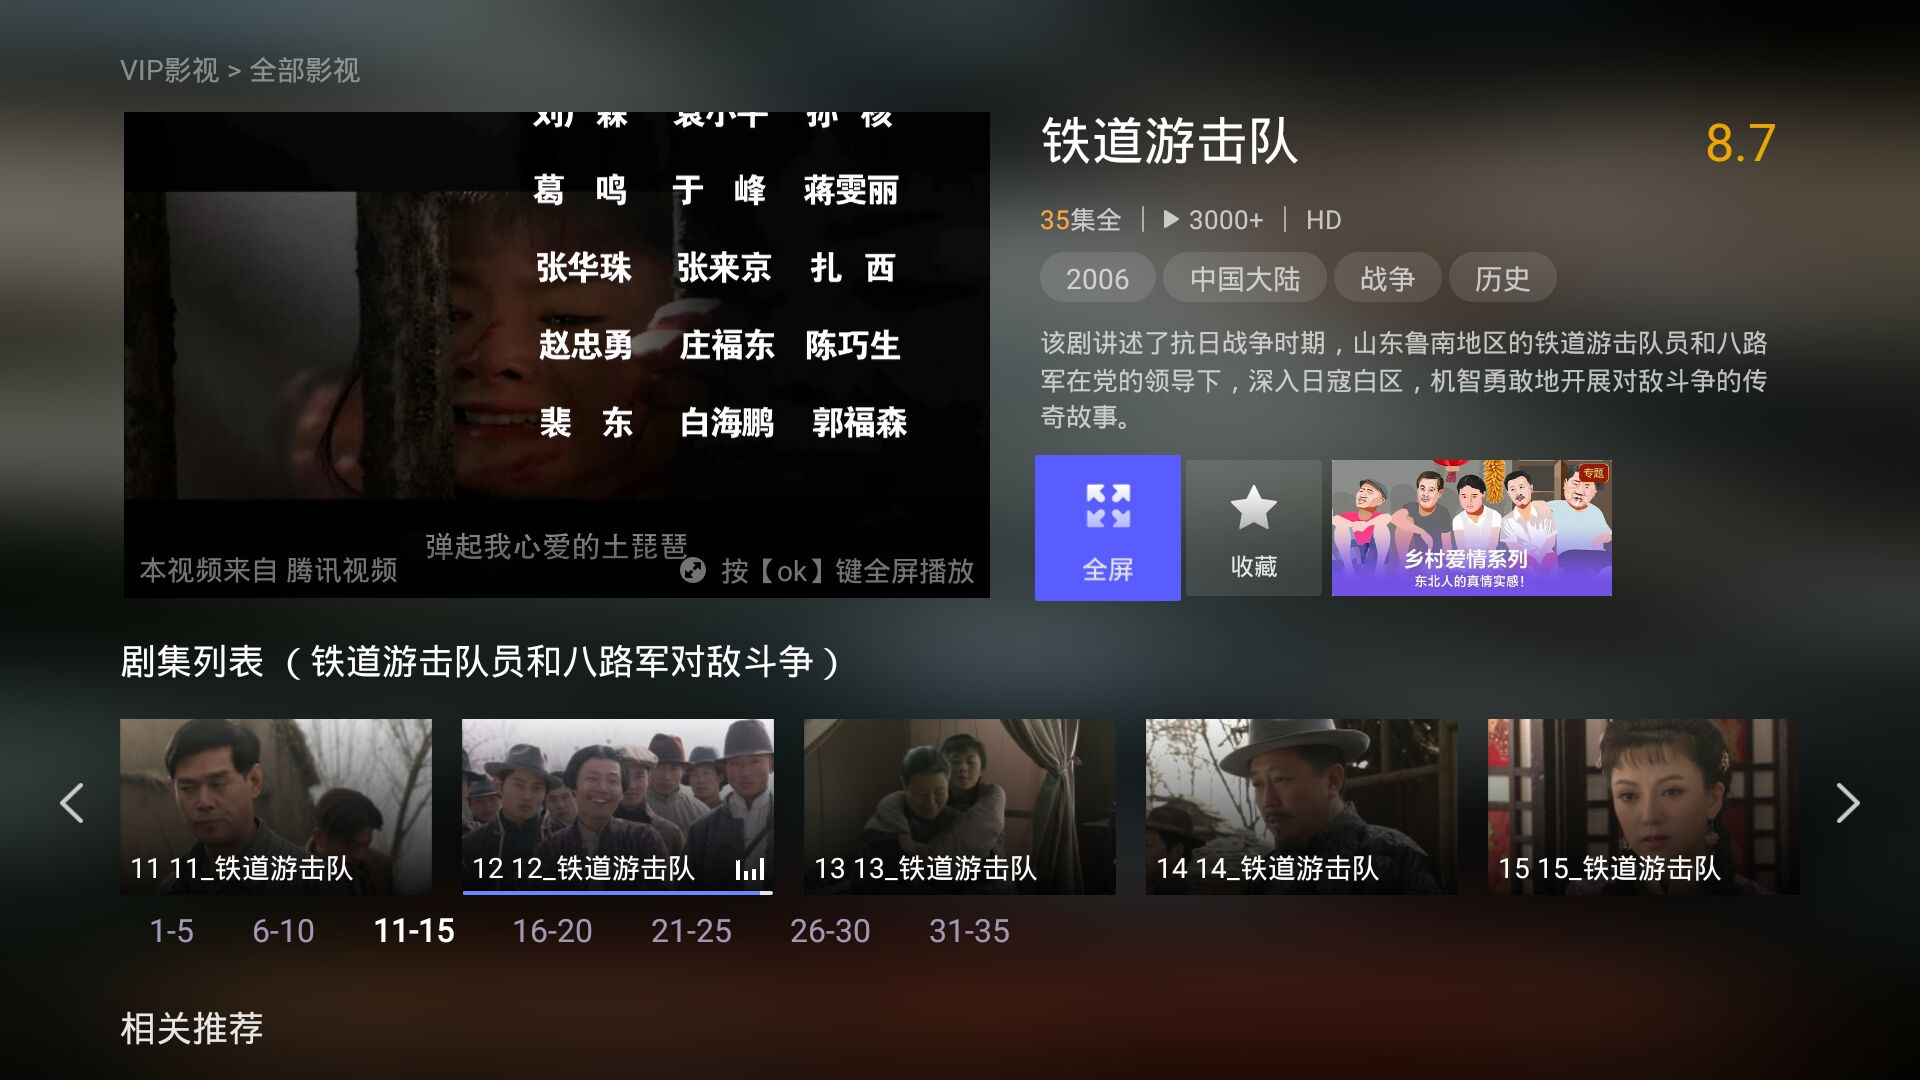 VIP影视 > 全部影视
刘广霖 袁小牛 孙 核
葛 鸣 于 峰 蒋雯丽
张华珠 张来京 扎 西
赵忠勇 庄福东 陈巧生
裴 东 白海鹏 郭福森
弹起我心爱的土琵琶
本视频来自 腾讯视频
按【ok】键全屏播放
铁道游击队
8.7
35集全 | 3000+ | HD
2006 中国大陆 战争 历史
该剧讲述了抗日战争时期，山东鲁南地区的铁道游击队员和八路
军在党的领导下，深入日寇白区，机智勇敢地开展对敌斗争的传
奇故事。
全屏
收藏
专题
乡村爱情系列
东北人的真情实感！
剧集列表 （铁道游击队员和八路军对敌斗争）
11 11_铁道游击队
12 12_铁道游击队
13 13_铁道游击队
14 14_铁道游击队
15 15_铁道游击队
1-5 6-10 11-15 16-20 21-25 26-30 31-35
相关推荐